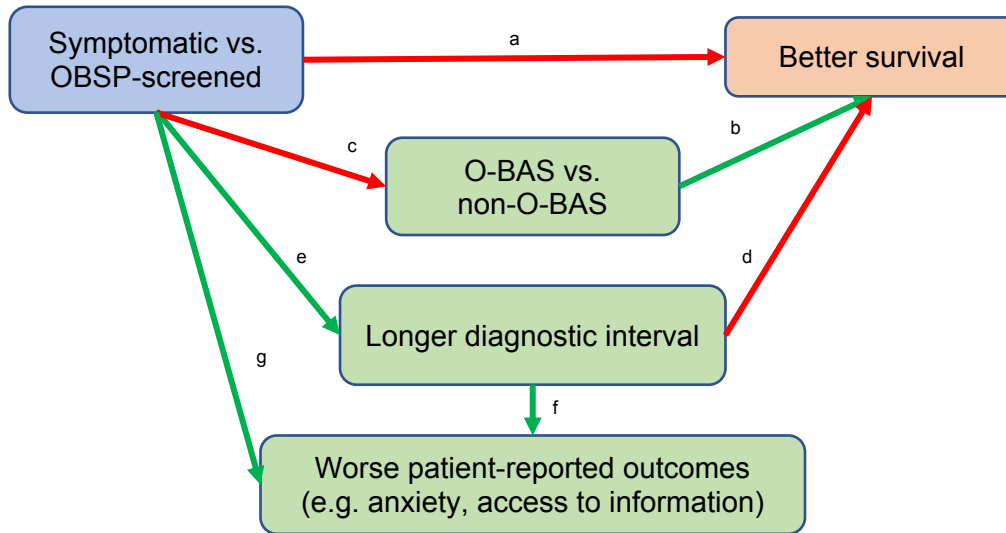 Symptomatic vs.
OBSP-screened
a
Better survival
b
c
O-BAS vs.
non-O-BAS
e
d
Longer diagnostic interval
g
f
Worse patient-reported outcomes
(e.g. anxiety, access to information)